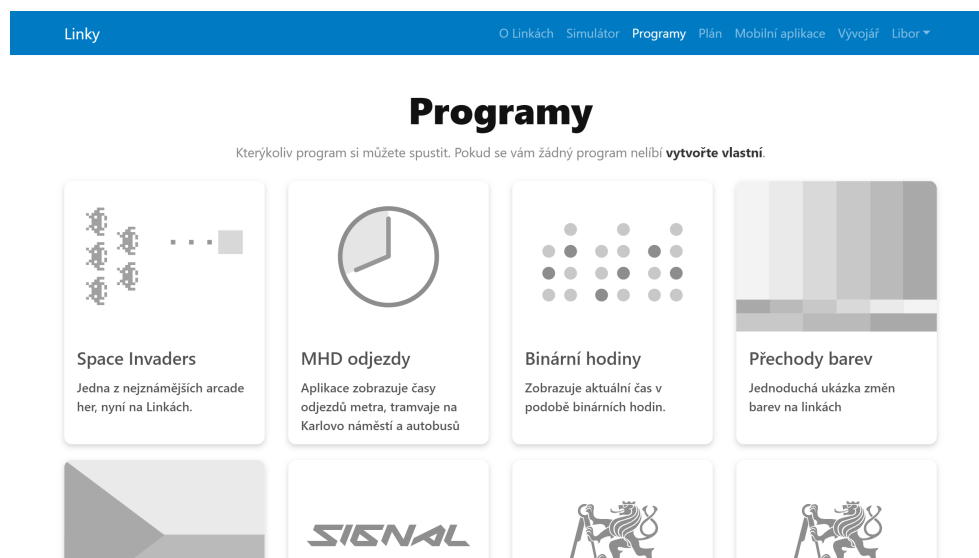 Linky
O Linkách Simulátor Programy Plán Mobilní aplikace Vývojář Libor
Programy
Kterýkoliv program si můžete spustit. Pokud se vám žádný program nelíbí vytvořte vlastní.
Space Invaders
Jedna z nejznámějších arcade
her, nyní na Linkách.
MHD odjezdy
Aplikace zobrazuje časy
odjezdů metra, tramvaje na
Karlovo náměstí a autobusů
Binární hodiny
Zobrazuje aktuální čas v
podobě binárních hodin.
Přechody barev
Jednoduchá ukázka změn
barev na linkách
SIGNAL